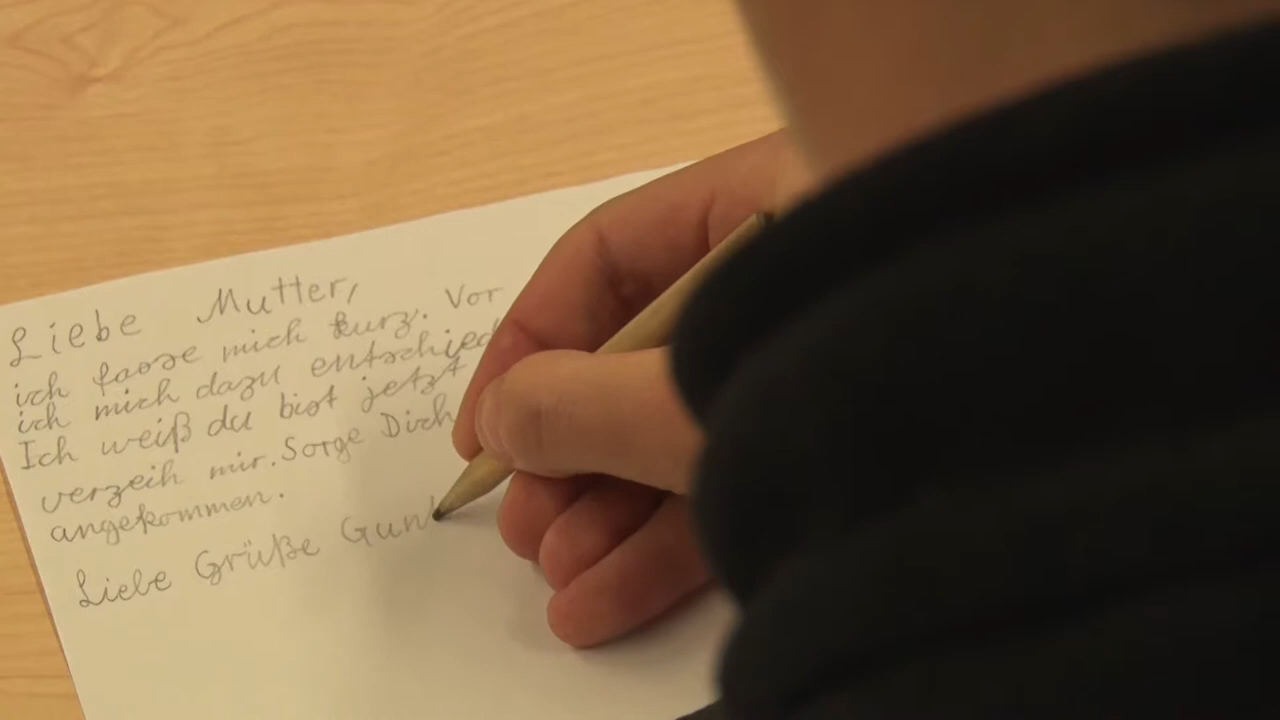 Liebe Mutter,
ich fasse mich kurz. Vor
ich mich dazu entschied
Ich weiß du bist jetzt
verzeih mir. Sorge Dich
angekommen.
Liebe Grüße Gun